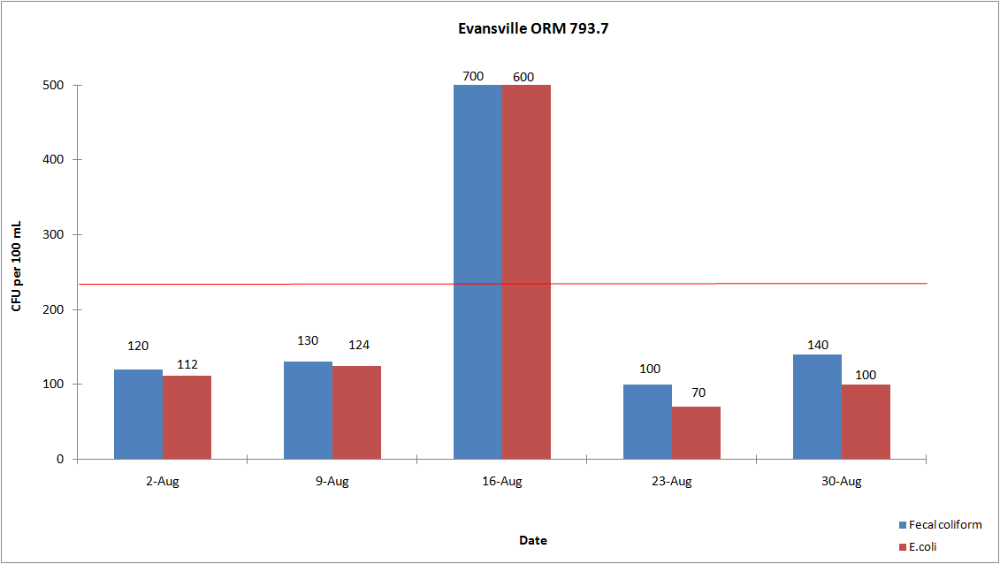 Evansville ORM 793.7
CFU per 100 mL
500
400
300
200
100
0
120
112
130
124
700
600
100
70
140
100
2-Aug
9-Aug
16-Aug
23-Aug
30-Aug
Date
Fecal coliform
E.coli